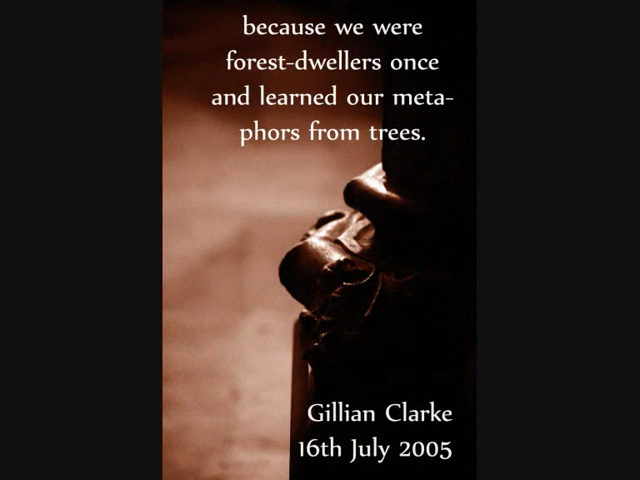 because we were
forest-dwellers once
and learned our meta-
phors from trees.
Gillian Clarke
16th July 2005